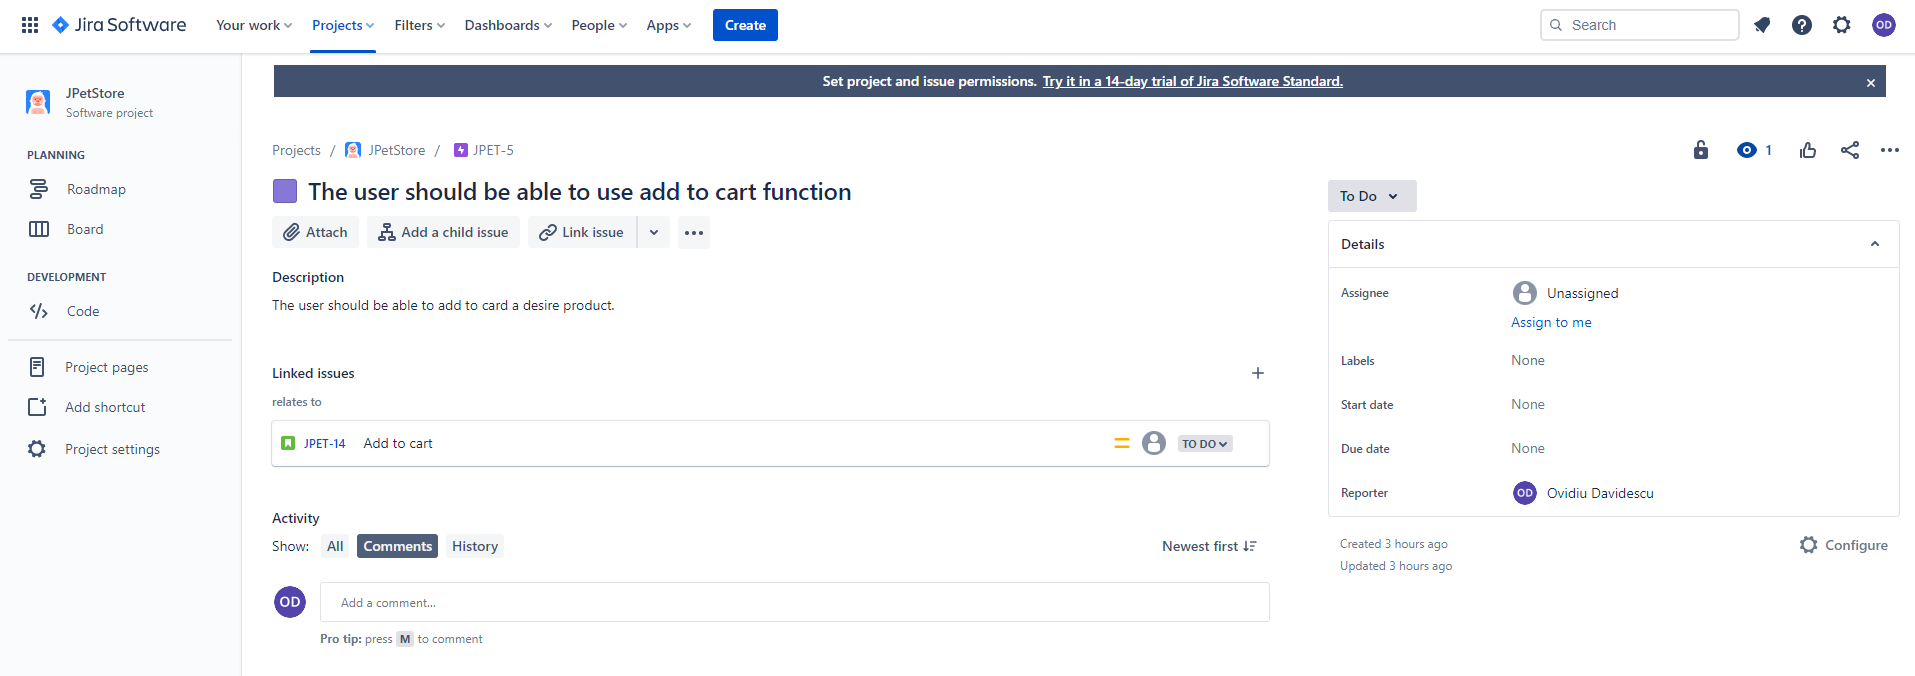 Jira Software Your work Projects Filters Dashboards People Apps Create Search OD
Set project and issue permissions. Try it in a 14-day trial of Jira Software Standard.
JPetStore
Software project
PLANNING
Roadmap
Board
DEVELOPMENT
Code
Project pages
Add shortcut
Project settings
Projects / JPetStore / JPET-5
1
The user should be able to use add to cart function
Attach Add a child issue Link issue
Description
The user should be able to add to card a desire product.
Linked issues
relates to
JPET-14 Add to cart TO DO
Activity
Show: All Comments History Newest first
OD Add a comment...
Pro tip: press M to comment
To Do
Details
Assignee Unassigned
Assign to me
Labels None
Start date None
Due date None
Reporter OD Ovidiu Davidescu
Created 3 hours ago Configure
Updated 3 hours ago